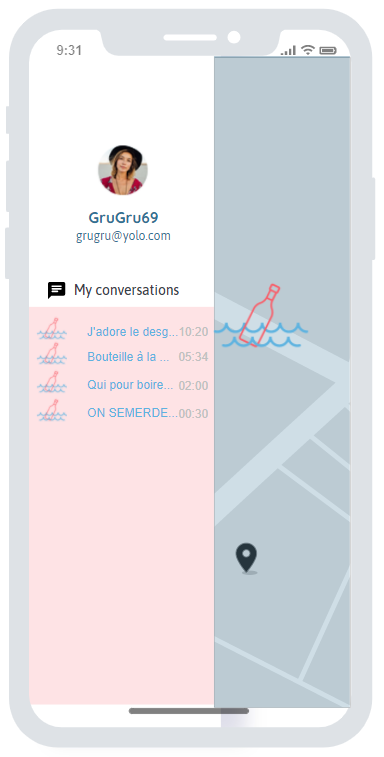 9:31
GruGru69
grugru@yolo.com
My conversations
J'adore le desg...10:20
Bouteille à la ... 05:34
Qui pour boire... 02:00
ON SEMERDE...00:30